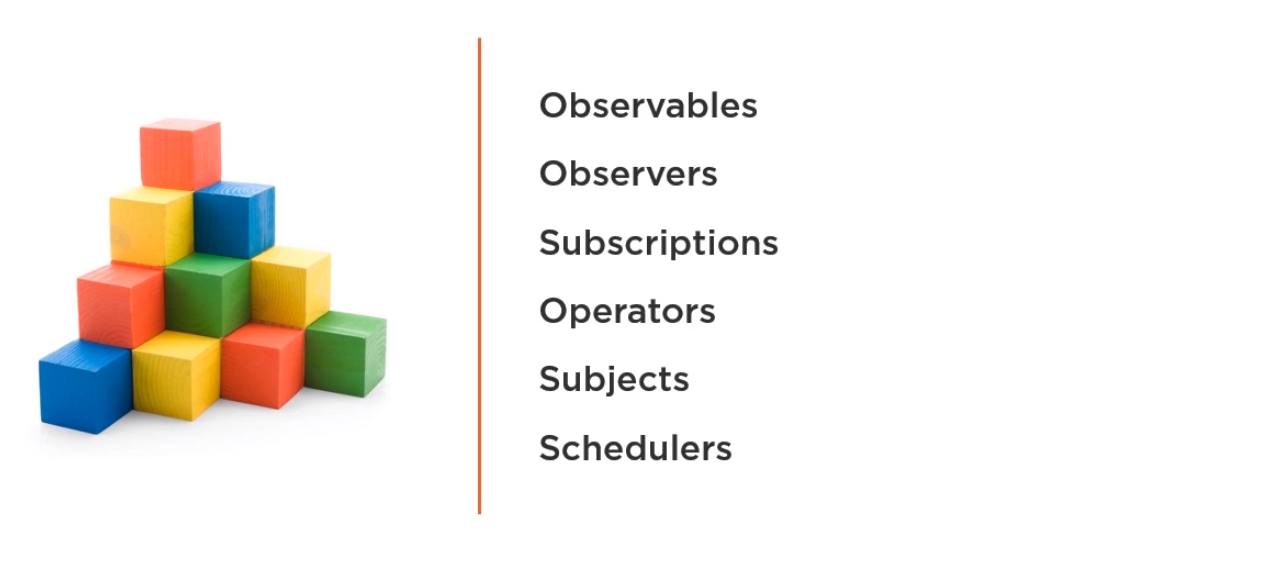 Observables
Observers
Subscriptions
Operators
Subjects
Schedulers